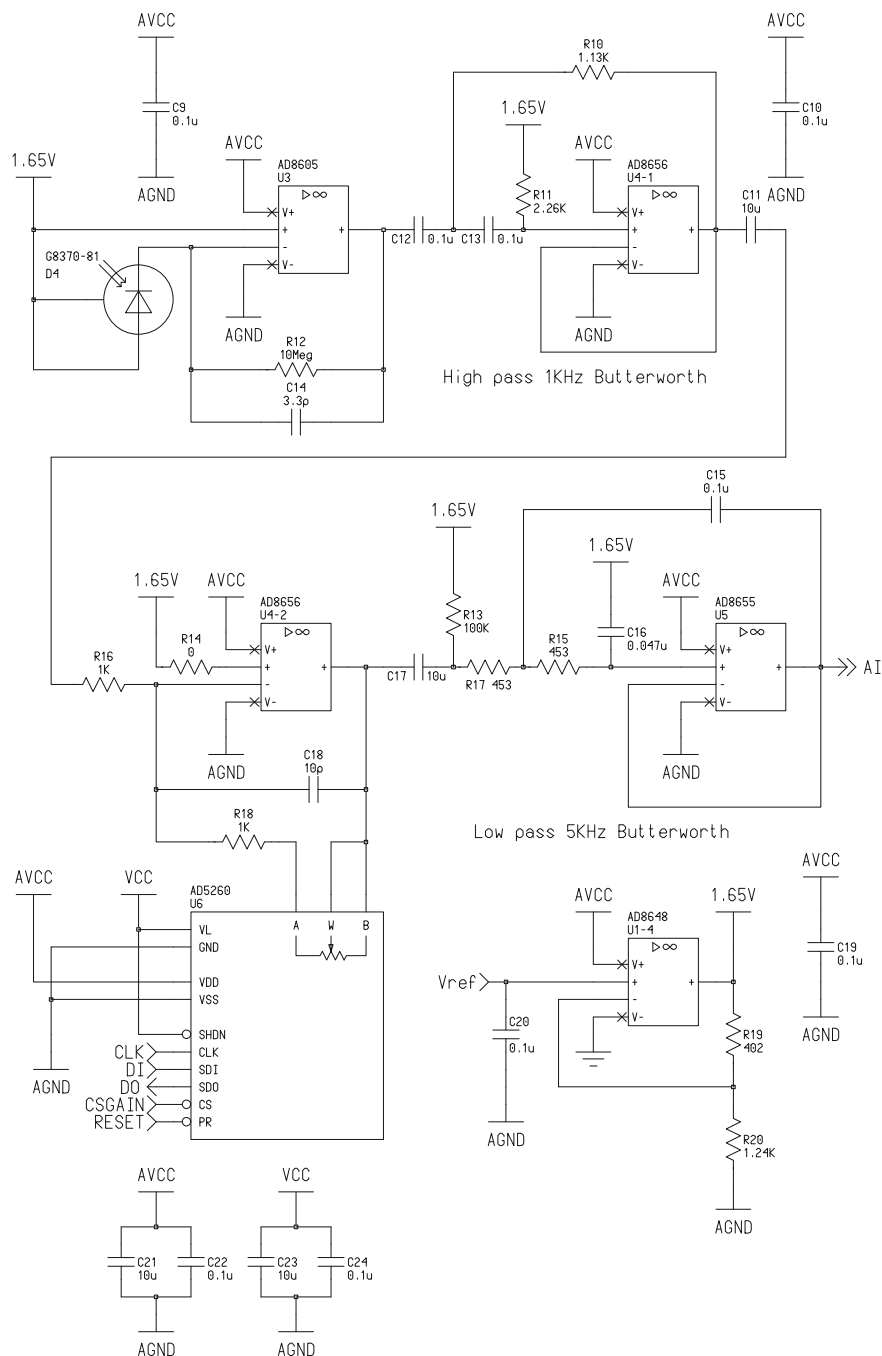 AVCC
C9
0.1u
AGND
R10
1.13K
AVCC
C10
0.1u
AGND
1.65V
AVCC
AD8605
U3
V+
+
-
V-
+
▷∞
AGND
G8370-81
D4
R12
10Meg
C14
3.3p
C12
0.1u
C13
0.1u
1.65V
R11
2.26K
AVCC
AD8656
U4-1
V+
+
-
V-
+
▷∞
AGND
C11
10u
High pass 1KHz Butterworth
C15
0.1u
1.65V
AVCC
AD8656
U4-2
V+
+
-
V-
+
▷∞
R14
0
R16
1K
AGND
C18
10p
R18
1K
1.65V
R13
100K
C17
10u
R17 453
R15
453
1.65V
C16
0.047u
AVCC
AD8655
U5
V+
+
-
V-
+
▷∞
AGND
AI
Low pass 5KHz Butterworth
AVCC
VCC
AD5260
U6
A
W
B
VL
GND
VDD
VSS
SHDN
CLK
SDI
SDO
CS
PR
CLK
DI
DO
CSGAIN
RESET
AGND
Vref
C20
0.1u
AGND
AVCC
AD8648
U1-4
V+
+
-
V-
+
▷∞
1.65V
R19
402
R20
1.24K
AGND
AVCC
C19
0.1u
AGND
AVCC
C21
10u
C22
0.1u
AGND
VCC
C23
10u
C24
0.1u
AGND